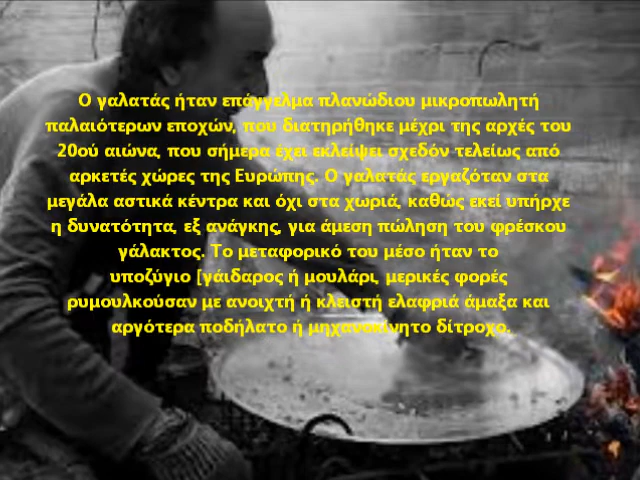 Ο γαλατάς ήταν επάγγελμα πλανώδιου μικροπωλητή
παλαιότερων εποχών, που διατηρήθηκε μέχρι της αρχές του
20ού αιώνα, που σήμερα έχει εκλείψει σχεδόν τελείως από
αρκετές χώρες της Ευρώπης. Ο γαλατάς εργαζόταν στα
μεγάλα αστικά κέντρα και όχι στα χωριά, καθώς εκεί υπήρχε
η δυνατότητα, εξ ανάγκης, για άμεση πώληση του φρέσκου
γάλακτος. Το μεταφορικό του μέσο ήταν το
υποζύγιο [γάιδαρος ή μουλάρι, μερικές φορές
ρυμουλκούσαν με ανοιχτή ή κλειστή ελαφριά άμαξα και
αργότερα ποδήλατο ή μηχανοκίνητο δίτροχο.